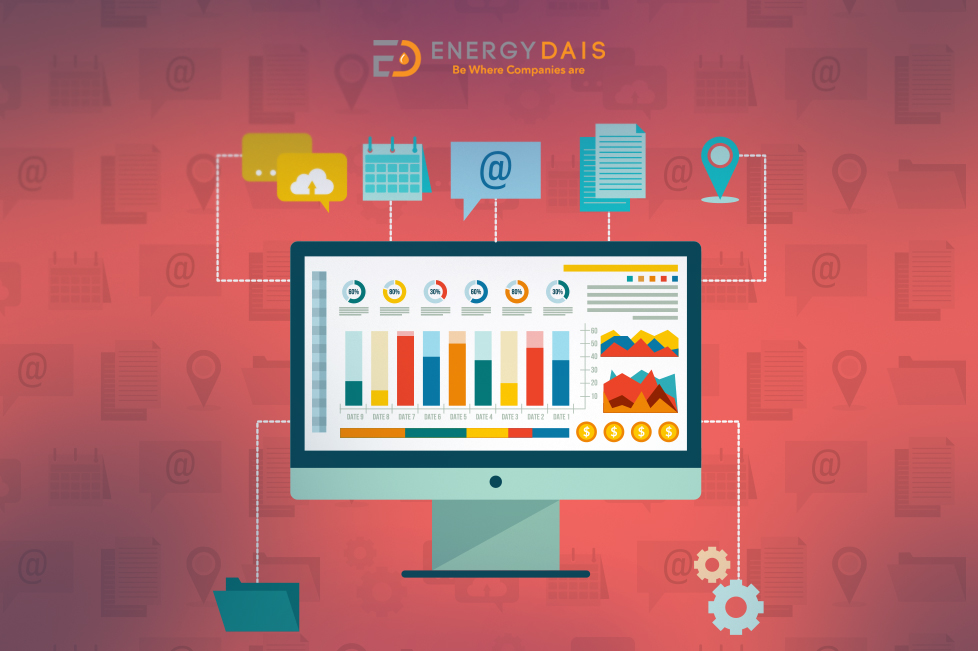 ENERGYDAIS
Be Where Companies are
@
60% 80% 30% 60% 80% 30%
60
50
40
30
20
10
DATE 9 DATE 8 DATE 7 DATE 6 DATE 5 DATE 4 DATE 3 DATE 2 DATE 1
$ $ $ $